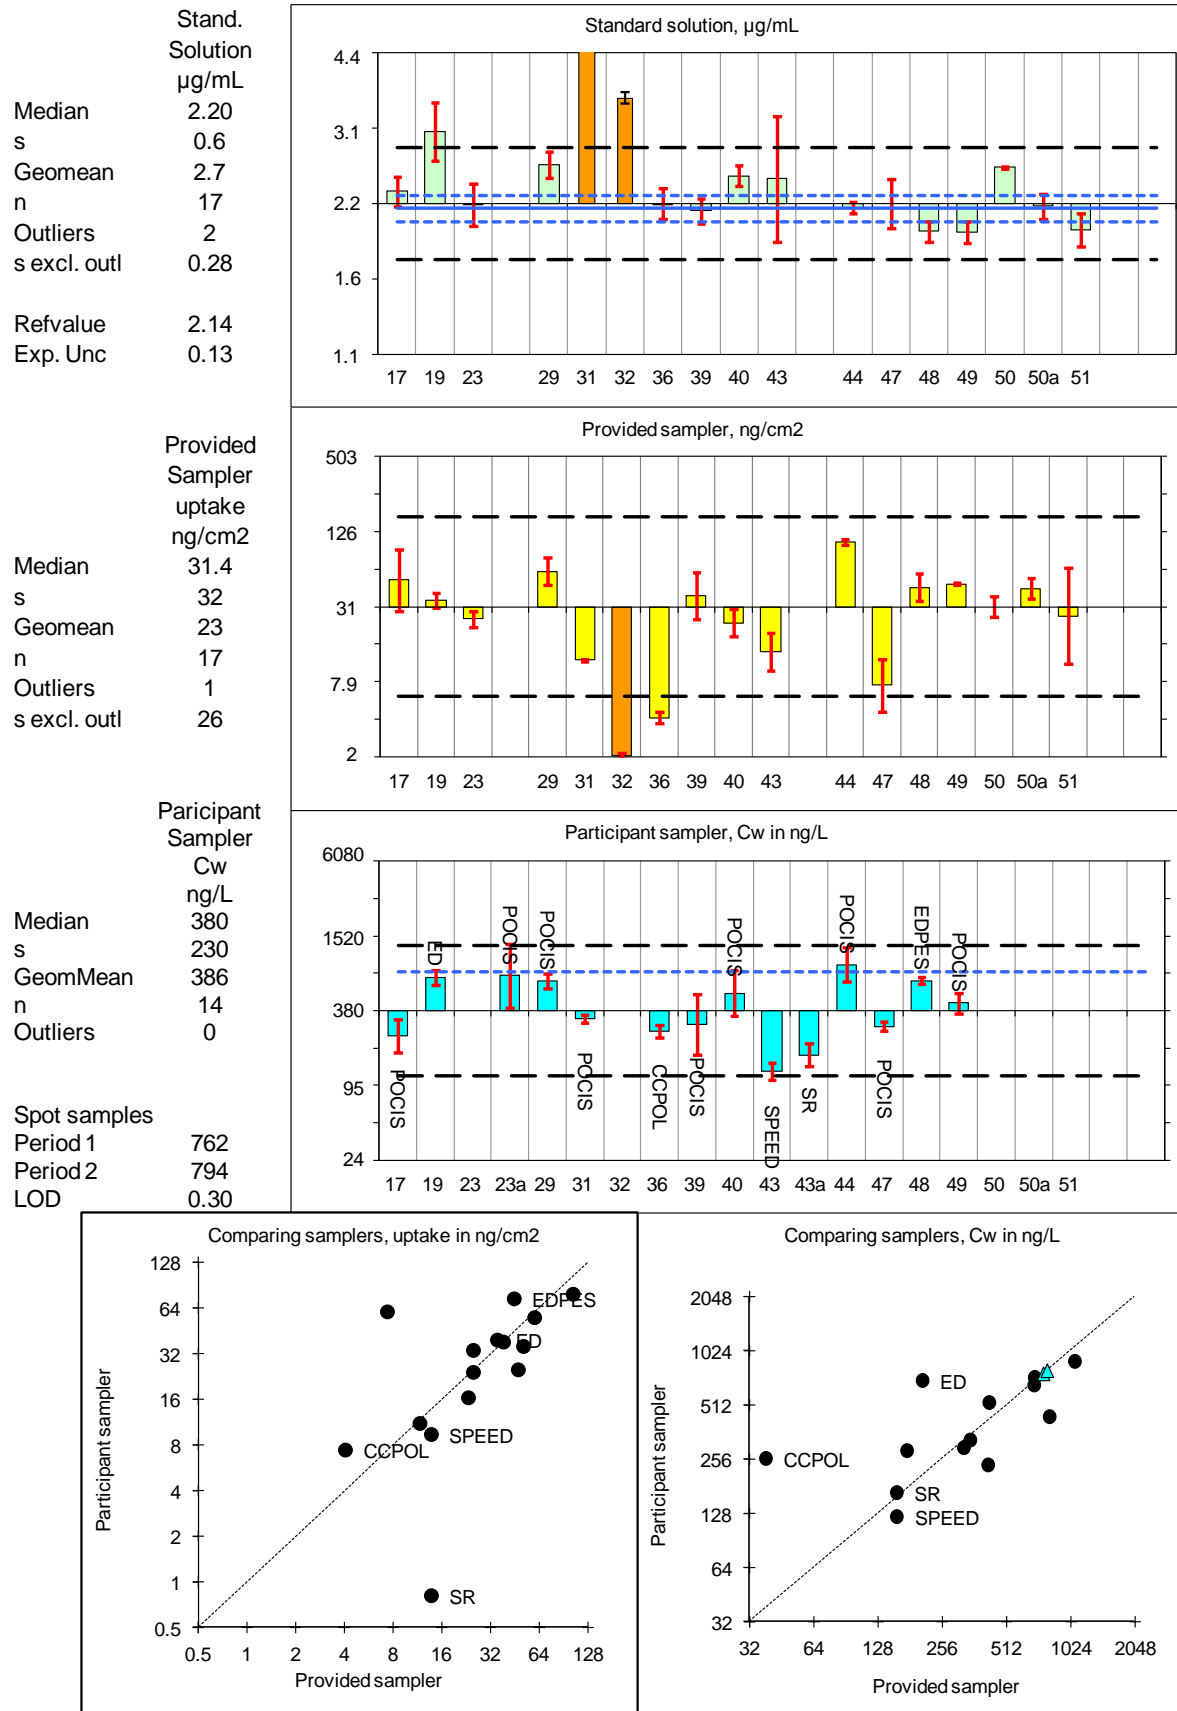 Stand.
Solution
µg/mL
Median 2.20
s 0.6
Geomean 2.7
n 17
Outliers 2
s excl. outl 0.28
Refvalue 2.14
Exp. Unc 0.13
Standard solution, µg/mL
4.4
3.1
2.2
1.6
1.1
17 19 23 29 31 32 36 39 40 43 44 47 48 49 50 50a 51
Provided
Sampler
uptake
ng/cm2
Median 31.4
s 32
Geomean 23
n 17
Outliers 1
s excl. outl 26
Provided sampler, ng/cm2
503
126
31
7.9
2
17 19 23 29 31 32 36 39 40 43 44 47 48 49 50 50a 51
Paricipant
Sampler
Cw
ng/L
Median 380
s 230
GeomMean 386
n 14
Outliers 0
Spot samples
Period 1 762
Period 2 794
LOD 0.30
Participant sampler, Cw in ng/L
6080
1520
380
95
24
POCIS
ED
POCIS
POCIS
POCIS
CCPOL
POCIS
POCIS
SPEED
SR
POCIS
POCIS
EDPES
POCIS
17 19 23 23a 29 31 32 36 39 40 43 43a 44 47 48 49 50 50a 51
Comparing samplers, uptake in ng/cm2
Participant sampler
128
64
32
16
8
4
2
1
0.5
EDPES
ED
SPEED
CCPOL
SR
0.5 1 2 4 8 16 32 64 128
Provided sampler
Comparing samplers, Cw in ng/L
Participant sampler
2048
1024
512
256
128
64
32
ED
CCPOL
SR
SPEED
32 64 128 256 512 1024 2048
Provided sampler